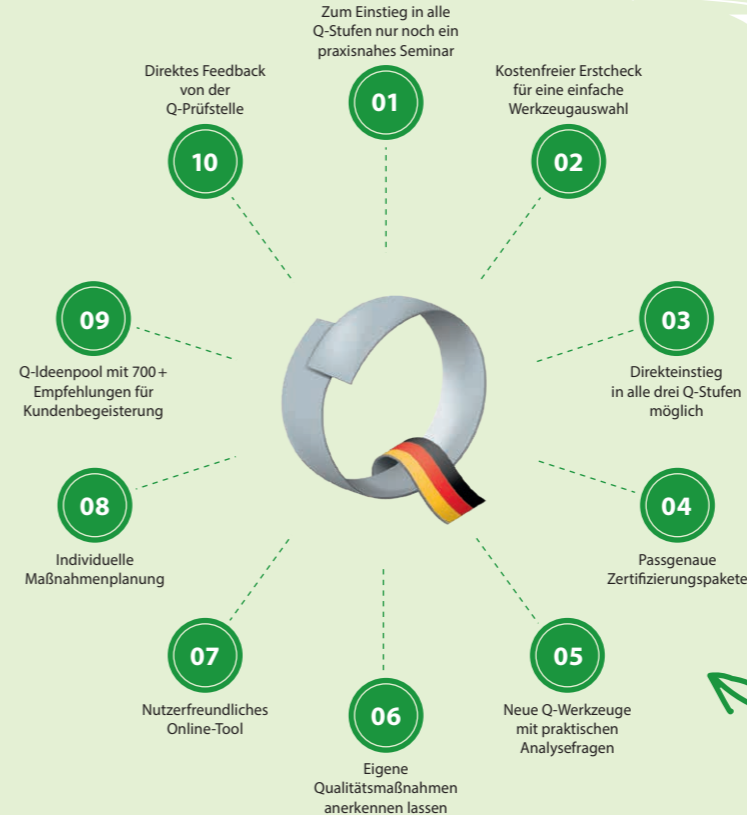 Zum Einstieg in alle
Q-Stufen nur noch ein
praxisnahes Seminar
01
Kostenfreier Erstcheck
für eine einfache
Werkzeugauswahl
02
03
Direkteinstieg
in alle drei Q-Stufen
möglich
04
Passgenaue
Zertifizierungspakete
05
Neue Q-Werkzeuge
mit praktischen
Analysefragen
06
Eigene
Qualitätsmaßnahmen
anerkennen lassen
07
Nutzerfreundliches
Online-Tool
08
Individuelle
Maßnahmenplanung
09
Q-Ideenpool mit 700+
Empfehlungen für
Kundenbegeisterung
Direktes Feedback
von der
Q-Prüfstelle
10